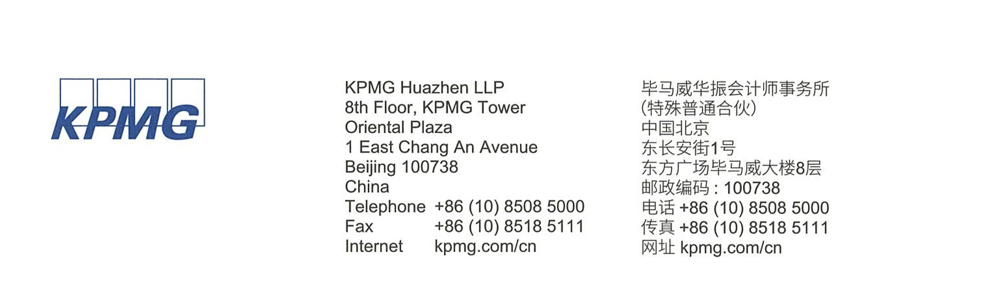 KPMG
KPMG Huazhen LLP
8th Floor, KPMG Tower
Oriental Plaza
1 East Chang An Avenue
Beijing 100738
China
Telephone +86 (10) 8508 5000
Fax +86 (10) 8518 5111
Internet kpmg.com/cn
毕马威华振会计师事务所
(特殊普通合伙)
中国北京
东长安街1号
东方广场毕马威大楼8层
邮政编码 : 100738
电话 +86 (10) 8508 5000
传真 +86 (10) 8518 5111
网址 kpmg.com/cn